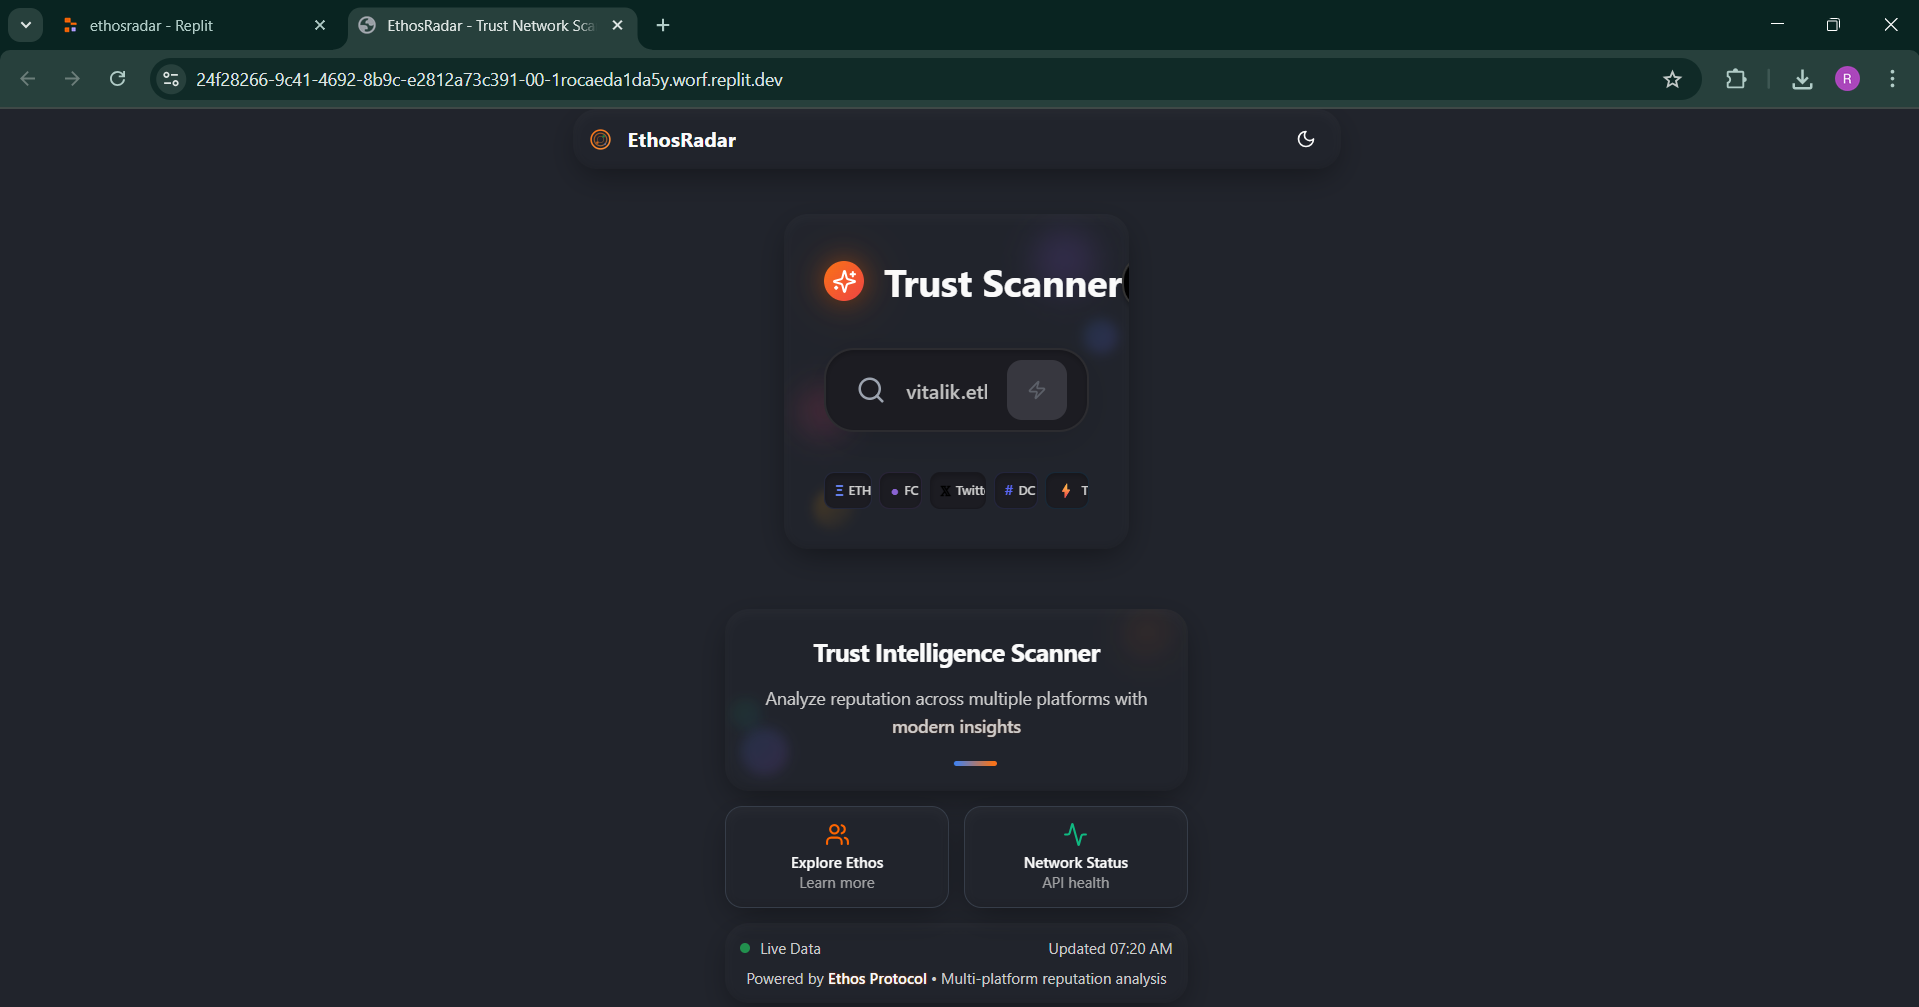 ethosradar - Replit
EthosRadar - Trust Network Sca
24f28266-9c41-4692-8b9c-e2812a73c391-00-1rocaeda1da5y.worf.replit.dev
R
EthosRadar
Trust Scanner
vitalik.etl
Ξ ETH
FC
X Twitt
# DC
T
Trust Intelligence Scanner
Analyze reputation across multiple platforms with
modern insights
Explore Ethos
Learn more
Network Status
API health
Live Data
Updated 07:20 AM
Powered by Ethos Protocol • Multi-platform reputation analysis